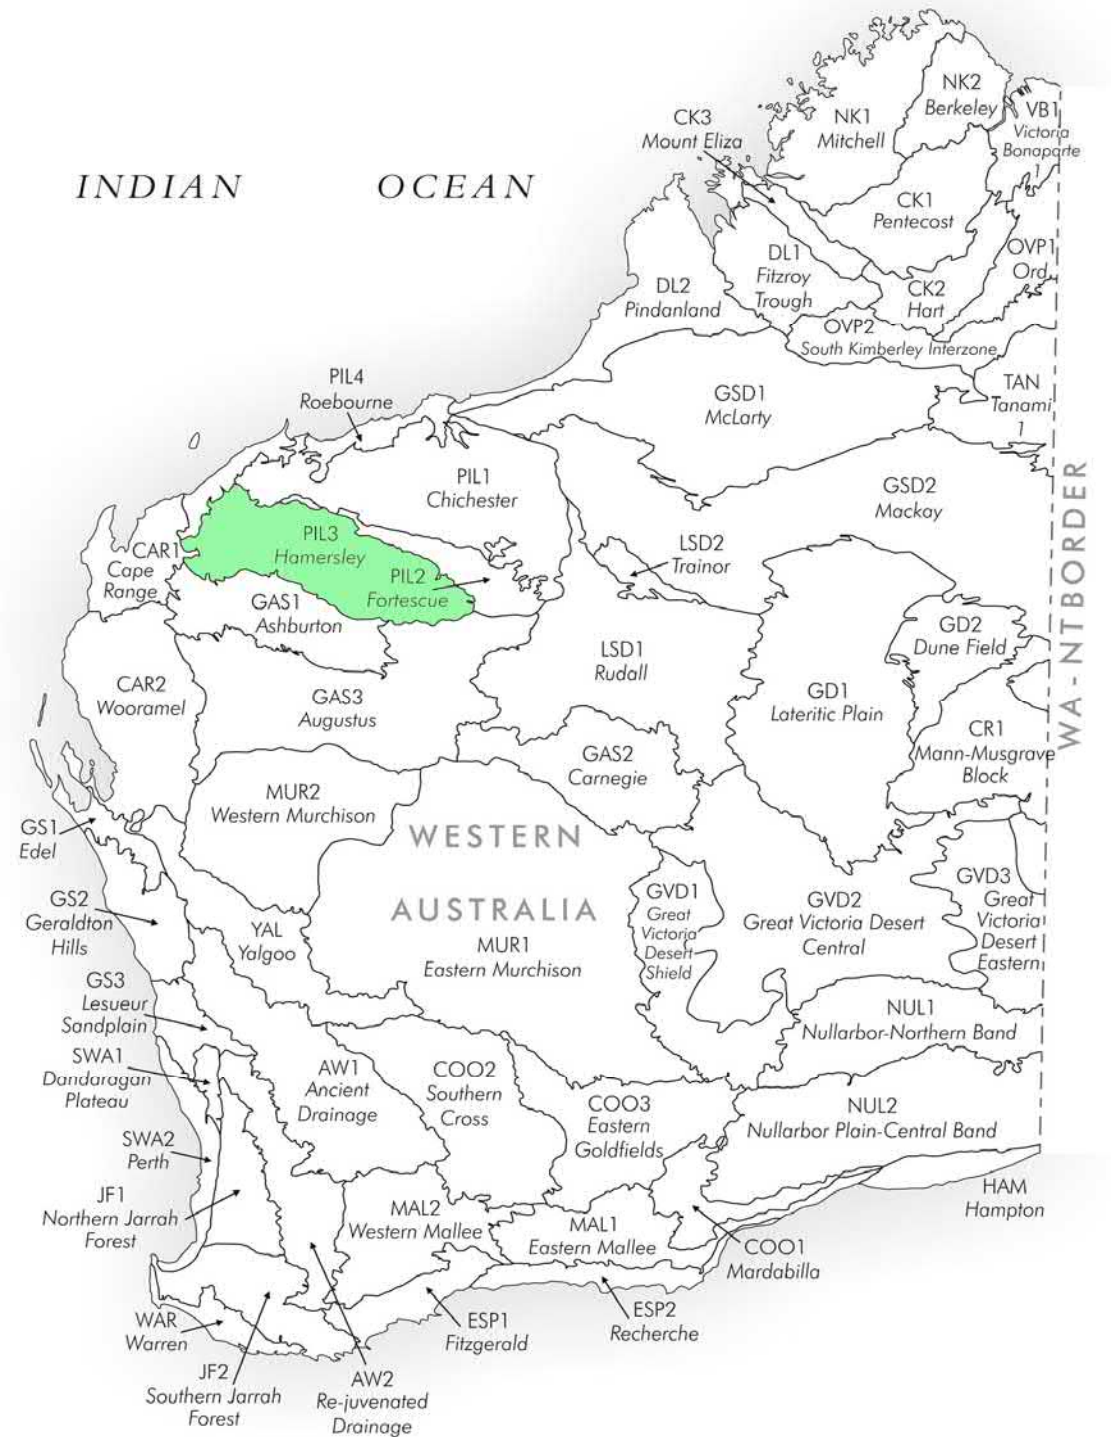 NK2
Berkeley
VB1
Victoria
Bonaparte
1
CK3
Mount Eliza
NK1
Mitchell
INDIAN OCEAN
CK1
Pentecost
OVP1
Ord
DL1
Fitzroy
Trough
DL2
Pindanland
CK2
Hart
OVP2
South Kimberley Interzone
PIL4
Roebourne
GSD1
McLarty
TAN
Tanami
1
PIL1
Chichester
GSD2
Mackay
WA - NTBORDER
PIL3
Hamersley
CAR1
Cape
Range
LSD2
Trainor
PIL2
Fortescue
GAS1
Ashburton
GD2
Dune Field
LSD1
Rudall
CAR2
Wooramel
GAS3
Augustus
GD1
Lateritic Plain
CR1
Mann-Musgrave
Block
GAS2
Carnegie
MUR2
Western Murchison
GS1
Edel
WESTERN
AUSTRALIA
GVD1
Great
Victoria
Desert
Shield
GVD2
Great Victoria Desert
Central
GVD3
Great
Victoria
Desert
Eastern
GS2
Geraldton
Hills
YAL
Yalgoo
MUR1
Eastern Murchison
GS3
Lesueur
Sandplain
NUL1
Nullarbor-Northern Band
SWA1
Dandaragan
Plateau
AW1
Ancient
Drainage
COO2
Southern
Cross
COO3
Eastern
Goldfields
NUL2
Nullarbor Plain-Central Band
SWA2
Perth
JF1
Northern Jarrah
Forest
MAL2
Western Mallee
MAL1
Eastern Mallee
HAM
Hampton
COO1
Mardabilla
WAR
Warren
ESP1
Fitzgerald
ESP2
Recherche
JF2
Southern Jarrah
Forest
AW2
Re-juvenated
Drainage